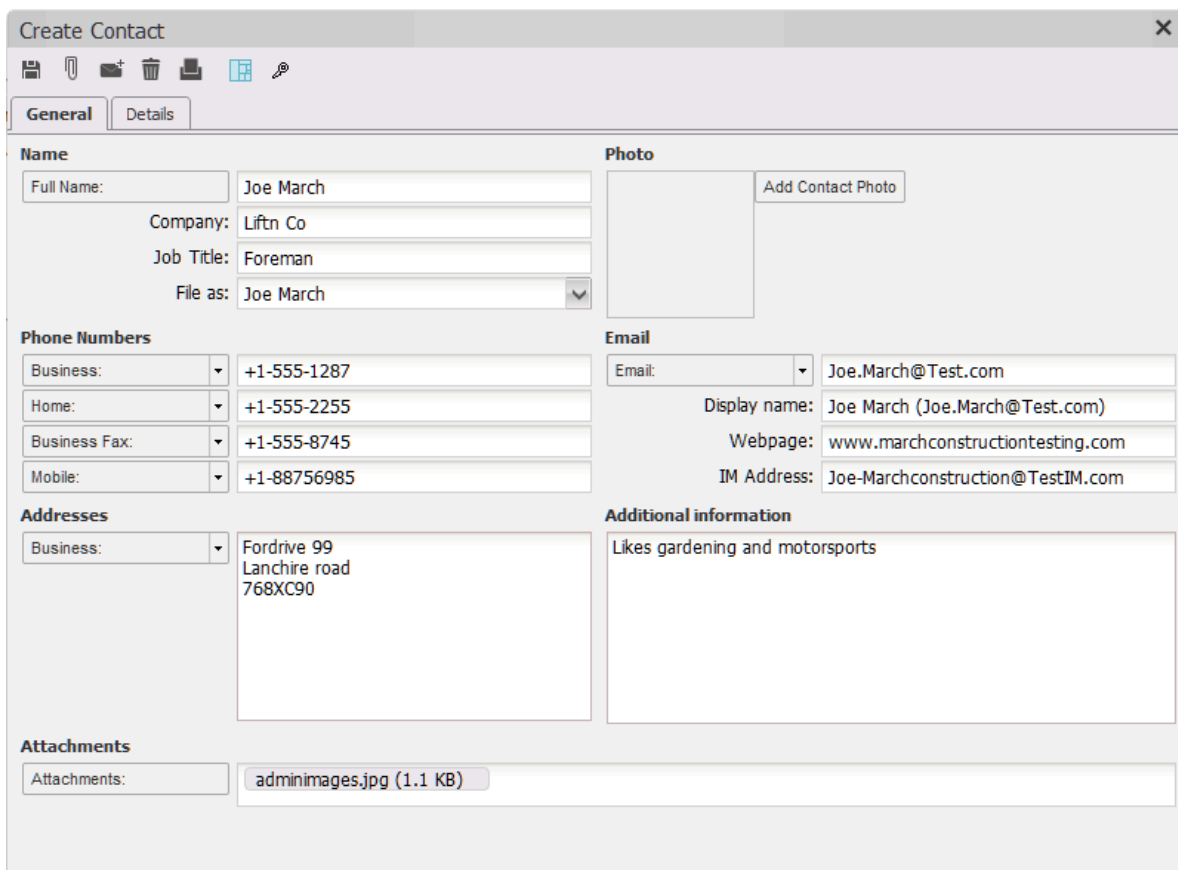 Create Contact
General Details
Name
Full Name: Joe March
Company: Liftn Co
Job Title: Foreman
File as: Joe March
Photo
Add Contact Photo
Phone Numbers
Business: +1-555-1287
Home: +1-555-2255
Business Fax: +1-555-8745
Mobile: +1-88756985
Email
Email: Joe.March@Test.com
Display name: Joe March (Joe.March@Test.com)
Webpage: www.marchconstructiontesting.com
IM Address: Joe-Marchconstruction@TestIM.com
Addresses
Business: Fordrive 99
Lanchire road
768XC90
Additional information
Likes gardening and motorsports
Attachments
Attachments: adminimages.jpg (1.1 KB)